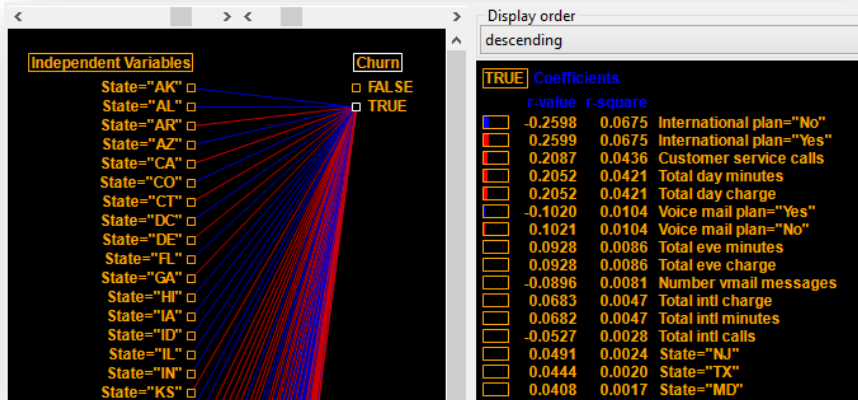 Display order
descending
Independent Variables
Churn
State="AK"
FALSE
State="AL"
TRUE
State="AR"
State="AZ"
State="CA"
State="CO"
State="CT"
State="DC"
State="DE"
State="FL"
State="GA"
State="HI"
State="IA"
State="ID"
State="IL"
State="IN"
State="KS"
TRUE Coefficients
r-value r-square
-0.2598 0.0675 International plan="No"
0.2599 0.0675 International plan="Yes"
0.2087 0.0436 Customer service calls
0.2052 0.0421 Total day minutes
0.2052 0.0421 Total day charge
-0.1020 0.0104 Voice mail plan="Yes"
0.1021 0.0104 Voice mail plan="No"
0.0928 0.0086 Total eve minutes
0.0928 0.0086 Total eve charge
-0.0896 0.0081 Number vmail messages
0.0683 0.0047 Total intl charge
0.0682 0.0047 Total intl minutes
-0.0527 0.0028 Total intl calls
0.0491 0.0024 State="NJ"
0.0444 0.0020 State="TX"
0.0408 0.0017 State="MD"